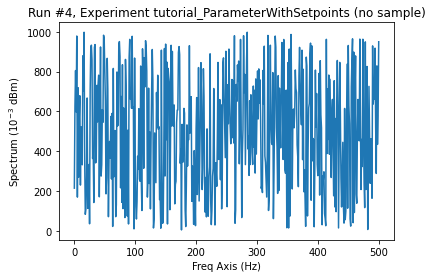 Run #4, Experiment tutorial_ParameterWithSetpoints (no sample)
1000
800
600
400
200
0
Spectrum (10⁻³ dBm)
0 100 200 300 400 500
Freq Axis (Hz)